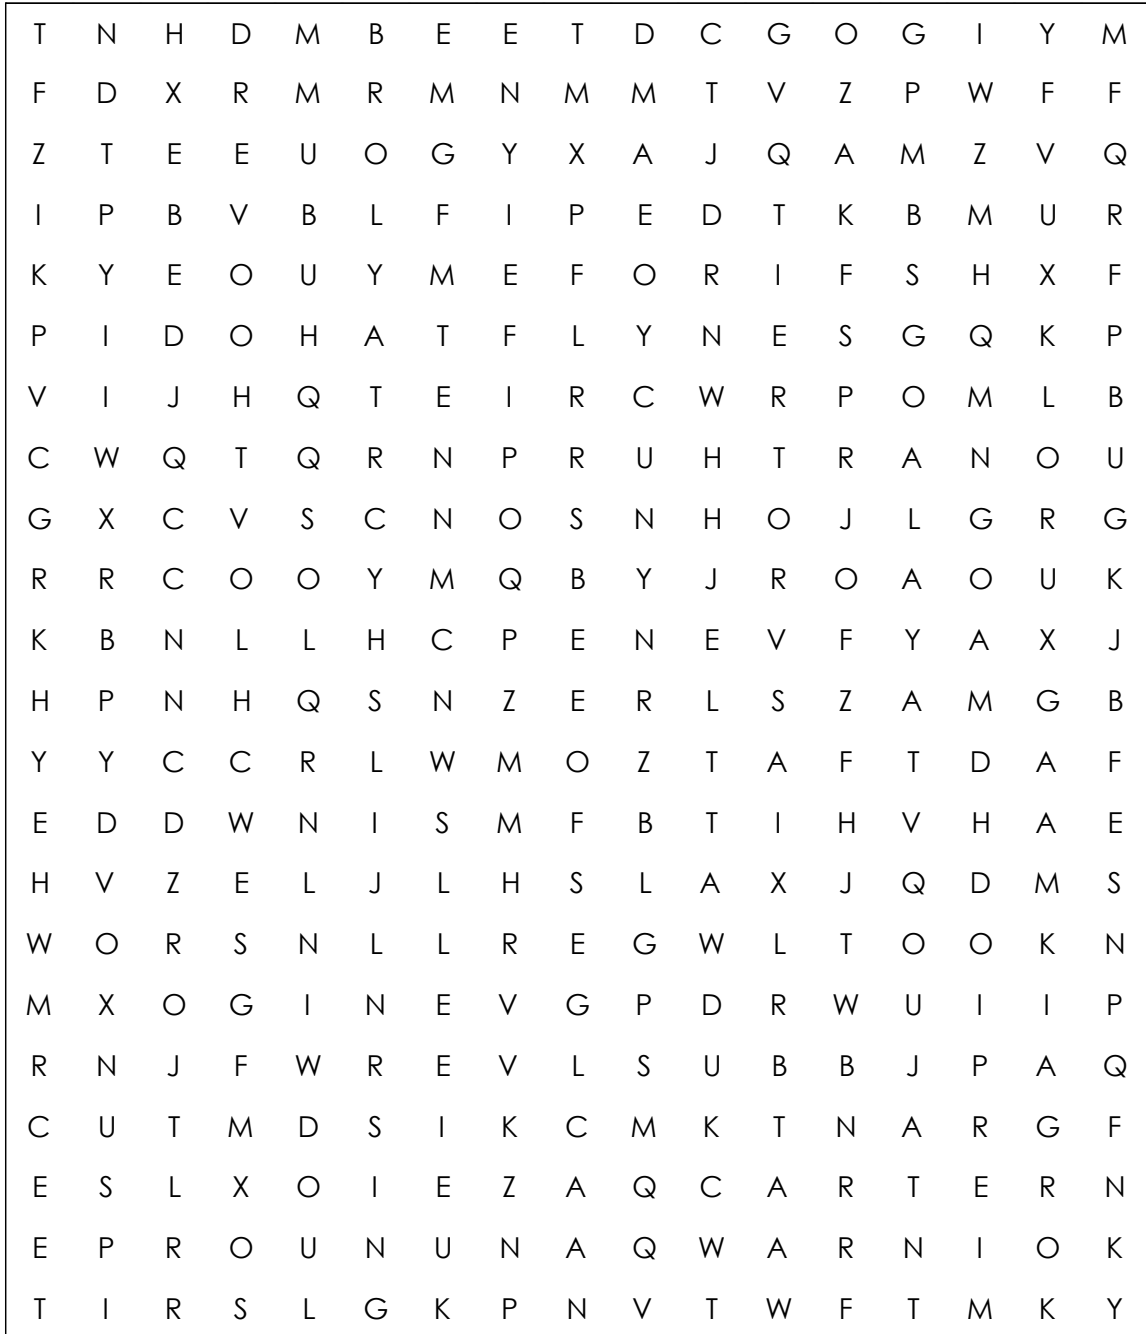 T N H D M B E E T D C G O G I Y M
F D X R M R M N M M T V Z P W F F
Z T E E U O G Y X A J Q A M Z V Q
I P B V B L F I P E D T K B M U R
K Y E O U Y M E F O R I F S H X F
P I D O H A T F L Y N E S G Q K P
V I J H Q T E I R C W R P O M L B
C W Q T Q R N P R U H T R A N O U
G X C V S C N O S N H O J L G R G
R R C O O Y M Q B Y J R O A O U K
K B N L L H C P E N E V F Y A X J
H P N H Q S N Z E R L S Z A M G B
Y Y C C R L W M O Z T A F T D A F
E D D W N I S M F B T I H V H A E
H V Z E L J L H S L A X J Q D M S
W O R S N L L R E G W L T O O K N
M X O G I N E V G P D R W U I I P
R N J F W R E V L S U B B J P A Q
C U T M D S I K C M K T N A R G F
E S L X O I E Z A Q C A R T E R N
E P R O U N U N A Q W A R N I O K
T I R S L G K P N V T W F T M K Y